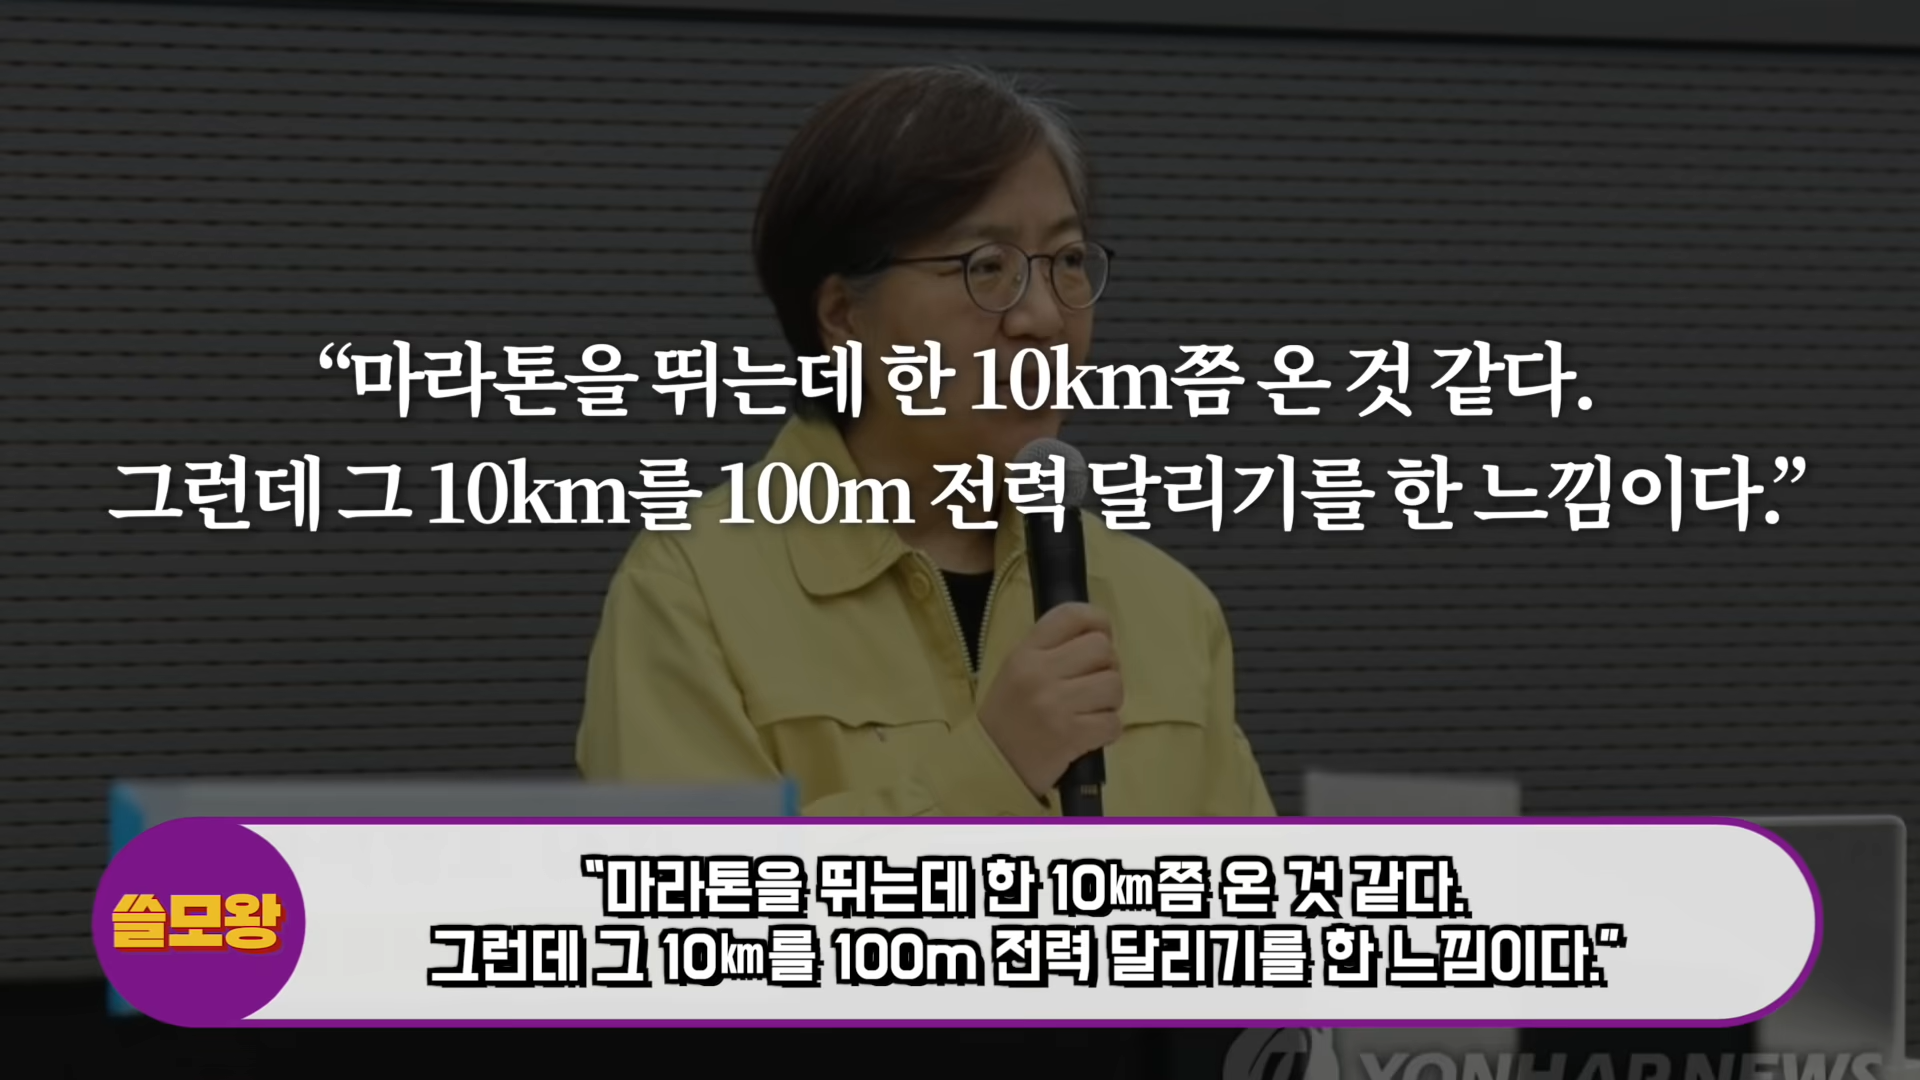 “마라톤을 뛰는데 한 10km쯤 온 것 같다.
그런데 그 10km를 100m 전력 달리기를 한 느낌이다.”
쓸모왕
“마라톤을 뛰는데 한 10㎞쯤 온 것 같다.
그런데 그 10㎞를 100m 전력 달리기를 한 느낌이다.”
YONHAP NEWS